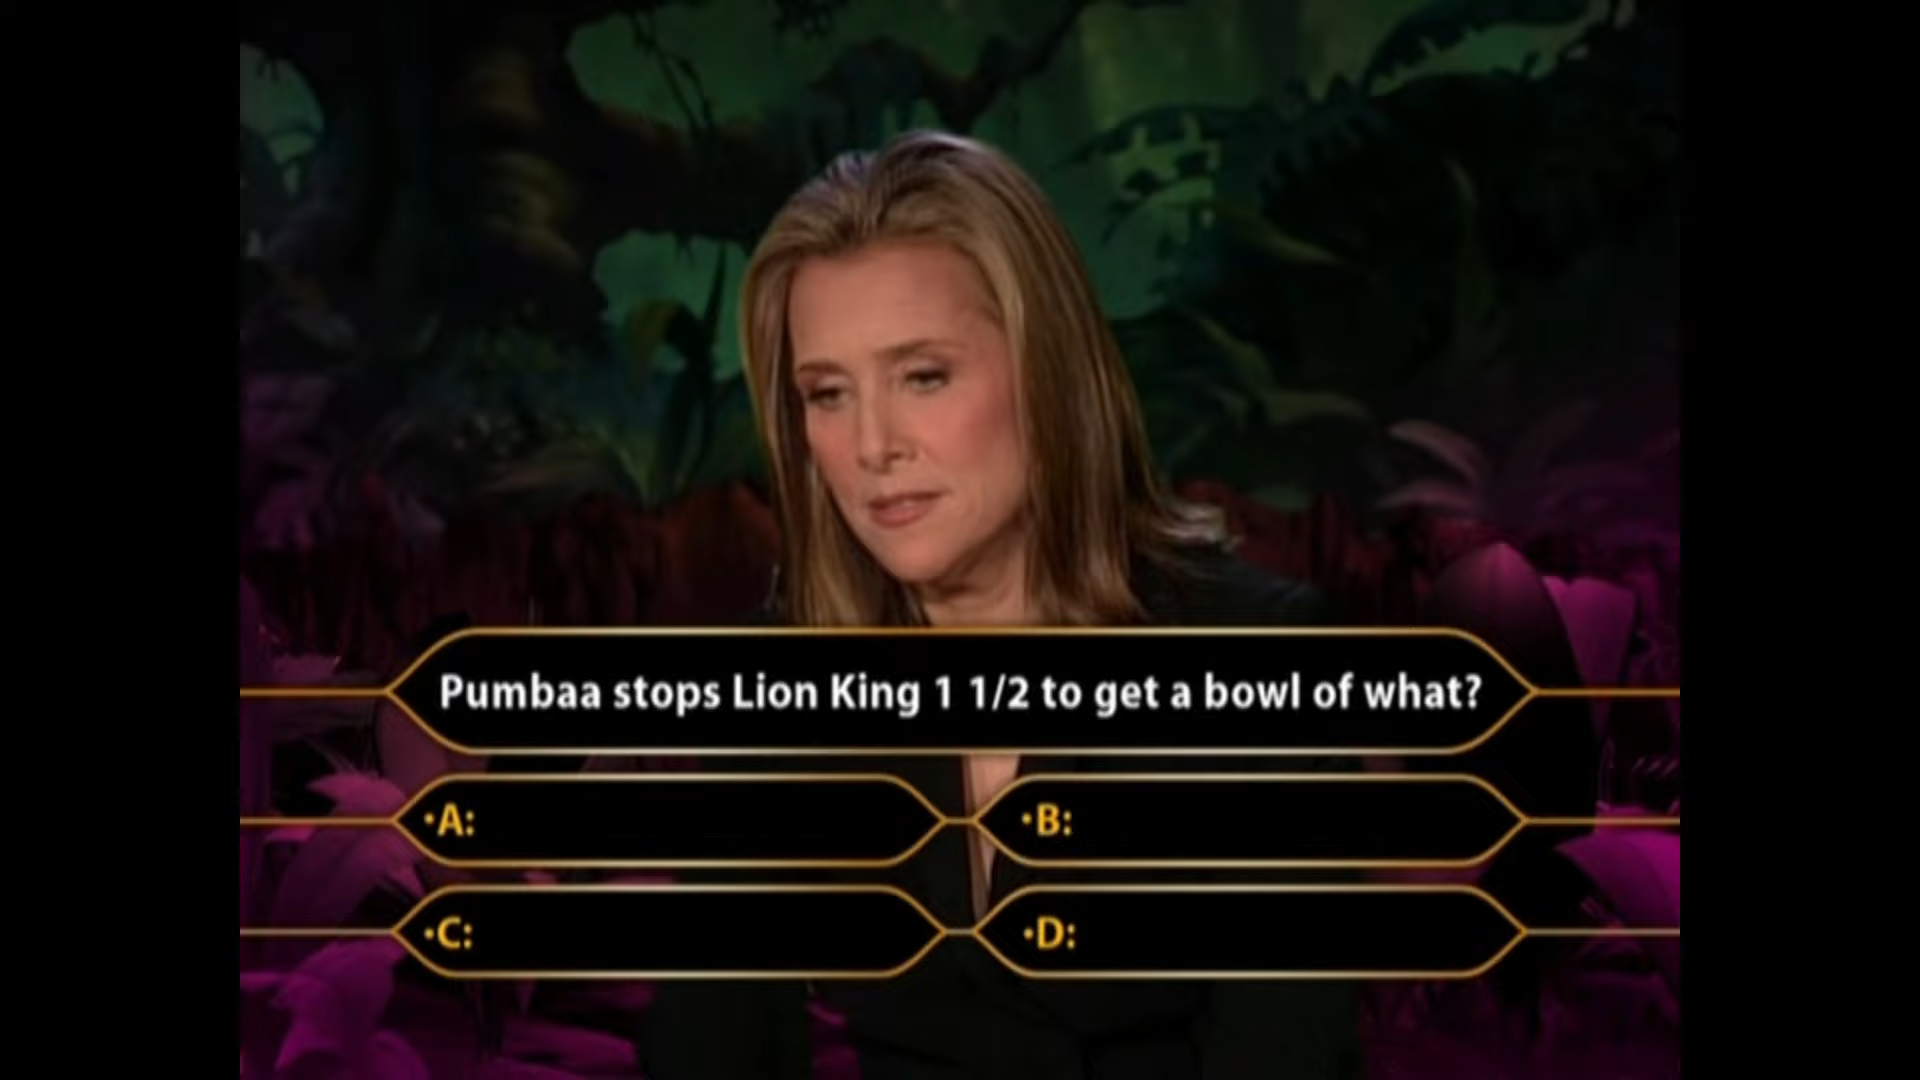 Pumbaa stops Lion King 1 1/2 to get a bowl of what?
·A:
·B:
·C:
·D: